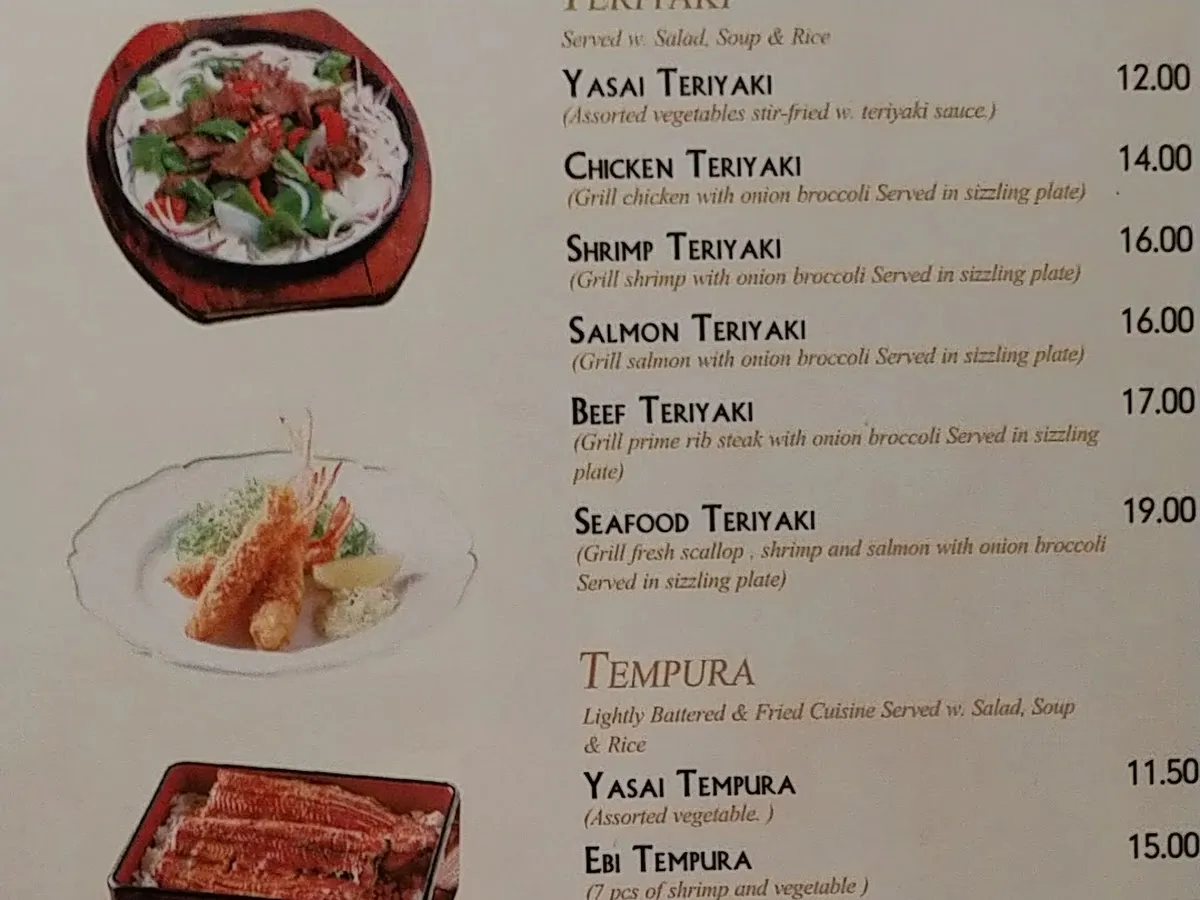 TERIYAKI
Served w. Salad, Soup & Rice
YASAI TERIYAKI 12.00
(Assorted vegetables stir-fried w. teriyaki sauce.)
CHICKEN TERIYAKI 14.00
(Grill chicken with onion broccoli Served in sizzling plate)
SHRIMP TERIYAKI 16.00
(Grill shrimp with onion broccoli Served in sizzling plate)
SALMON TERIYAKI 16.00
(Grill salmon with onion broccoli Served in sizzling plate)
BEEF TERIYAKI 17.00
(Grill prime rib steak with onion broccoli Served in sizzling
plate)
SEAFOOD TERIYAKI 19.00
(Grill fresh scallop , shrimp and salmon with onion broccoli
Served in sizzling plate)
TEMPURA
Lightly Battered & Fried Cuisine Served w. Salad, Soup
& Rice
YASAI TEMPURA 11.50
(Assorted vegetable. )
EBI TEMPURA 15.00
(7 pcs of shrimp and vegetable )